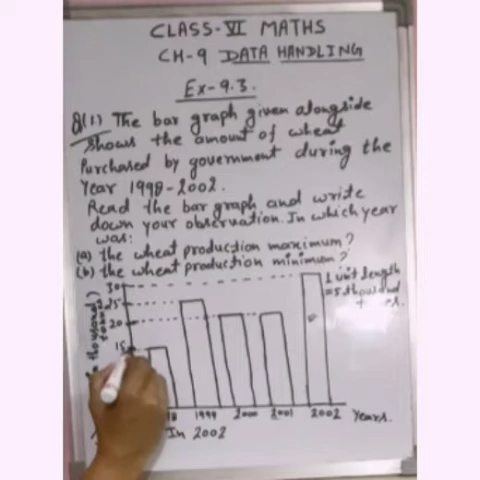 CLASS-VI MATHS
CH-9 DATA HANDLING
Ex-9.3.
Q(1) The bar graph given alongside
shows the amount of wheat
Purchased by government during the
Year 1998-2002.
Read the bar graph and write
down your observation. In which year
was:
(a) the wheat production maximum?
(b) the wheat production minimum?
1 unit length
=5 thousand
30
25
20
15
thousand
1999 2000 2001 2002 Years.
In 2002